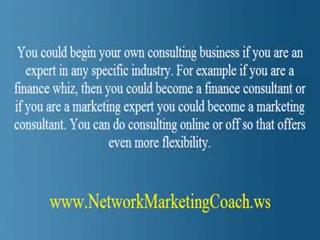 You could begin your own consulting business if you are an
expert in any specific industry. For example if you are a
finance whiz, then you could become a finance consultant or
if you are a marketing expert you could become a marketing
consultant. You can do consulting online or off so that offers
even more flexibility.
www.NetworkMarketingCoach.ws